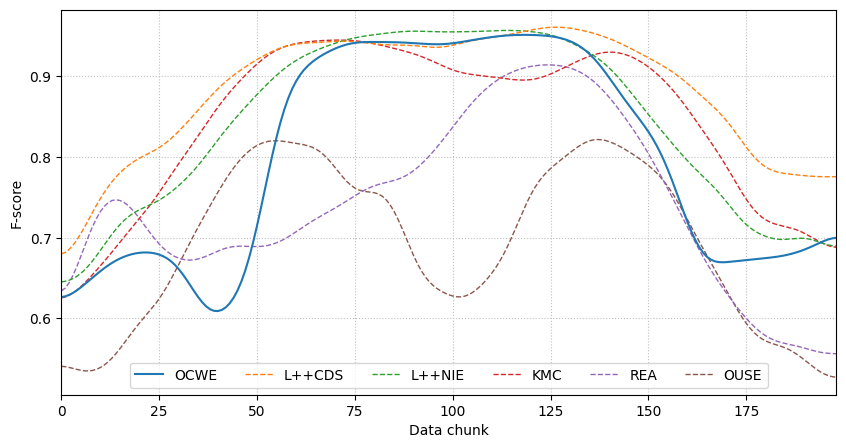 F-score
0.9
0.8
0.7
0.6
OCWE L++CDS L++NIE KMC REA OUSE
0 25 50 75 100 125 150 175
Data chunk